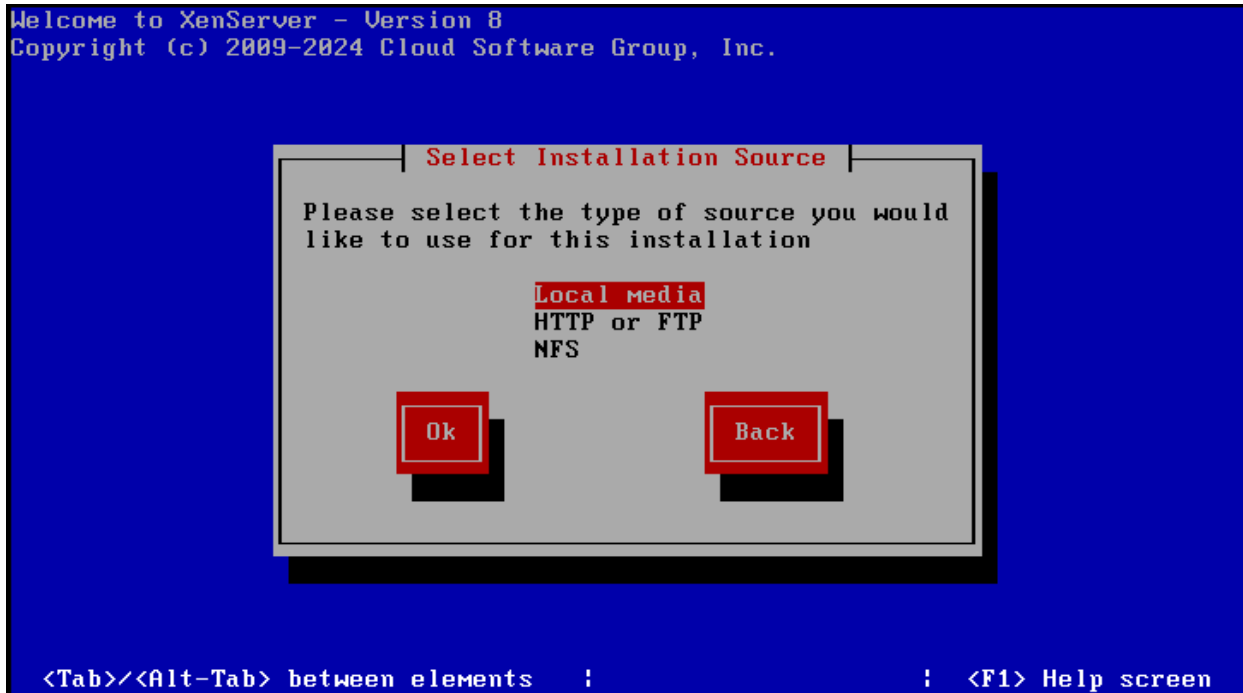 Welcome to XenServer - Version 8
Copyright (c) 2009-2024 Cloud Software Group, Inc.
Select Installation Source
Please select the type of source you would
like to use for this installation
Local media
HTTP or FTP
NFS
Ok Back
<Tab>/<Alt-Tab> between elements ¦ ¦ <F1> Help screen